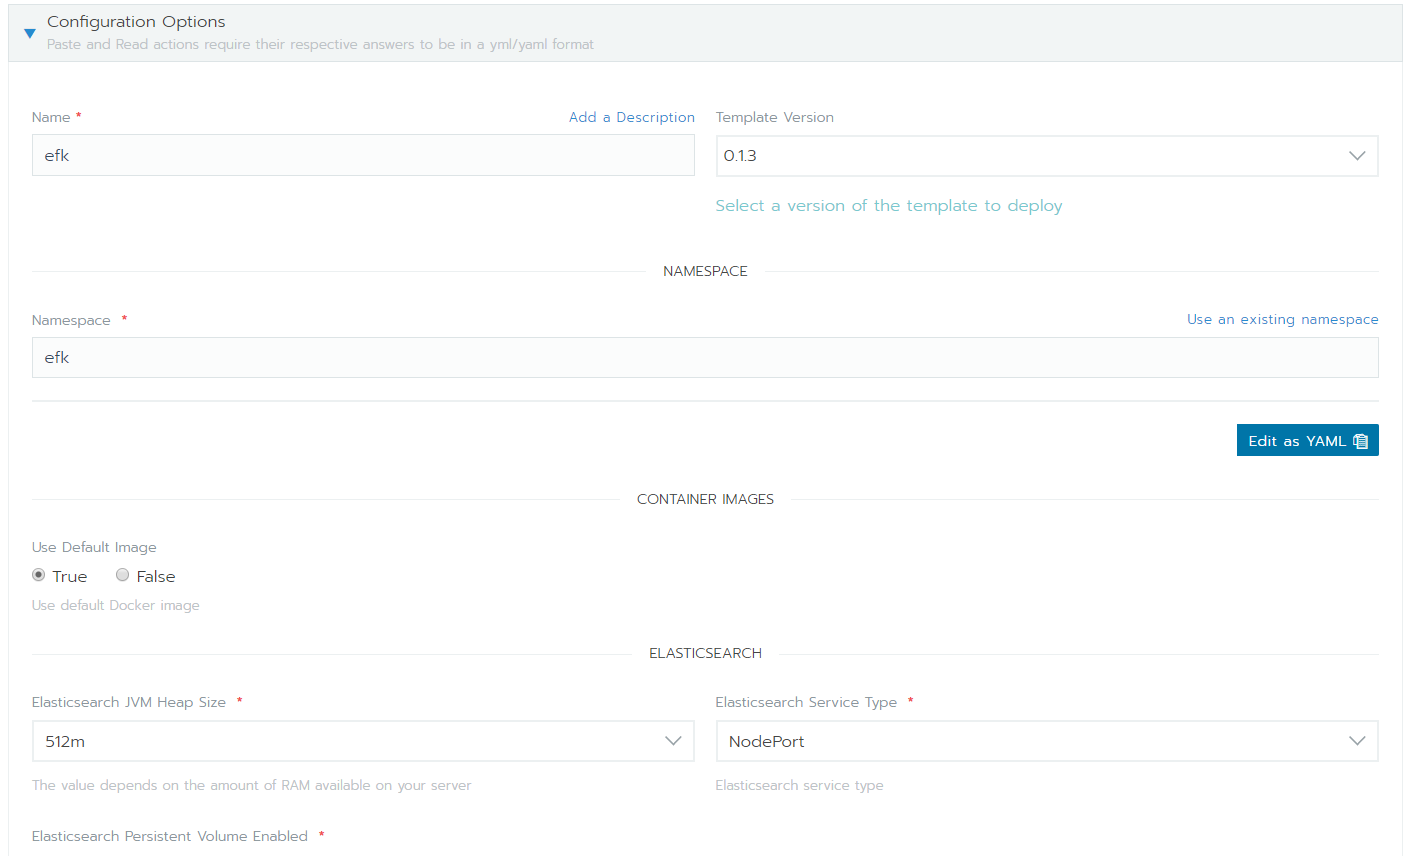 Configuration Options
Paste and Read actions require their respective answers to be in a yml/yaml format
Name *
Add a Description
efk
Template Version
0.1.3
Select a version of the template to deploy
NAMESPACE
Namespace *
Use an existing namespace
efk
Edit as YAML
CONTAINER IMAGES
Use Default Image
True False
Use default Docker image
ELASTICSEARCH
Elasticsearch JVM Heap Size *
512m
The value depends on the amount of RAM available on your server
Elasticsearch Service Type *
NodePort
Elasticsearch service type
Elasticsearch Persistent Volume Enabled *